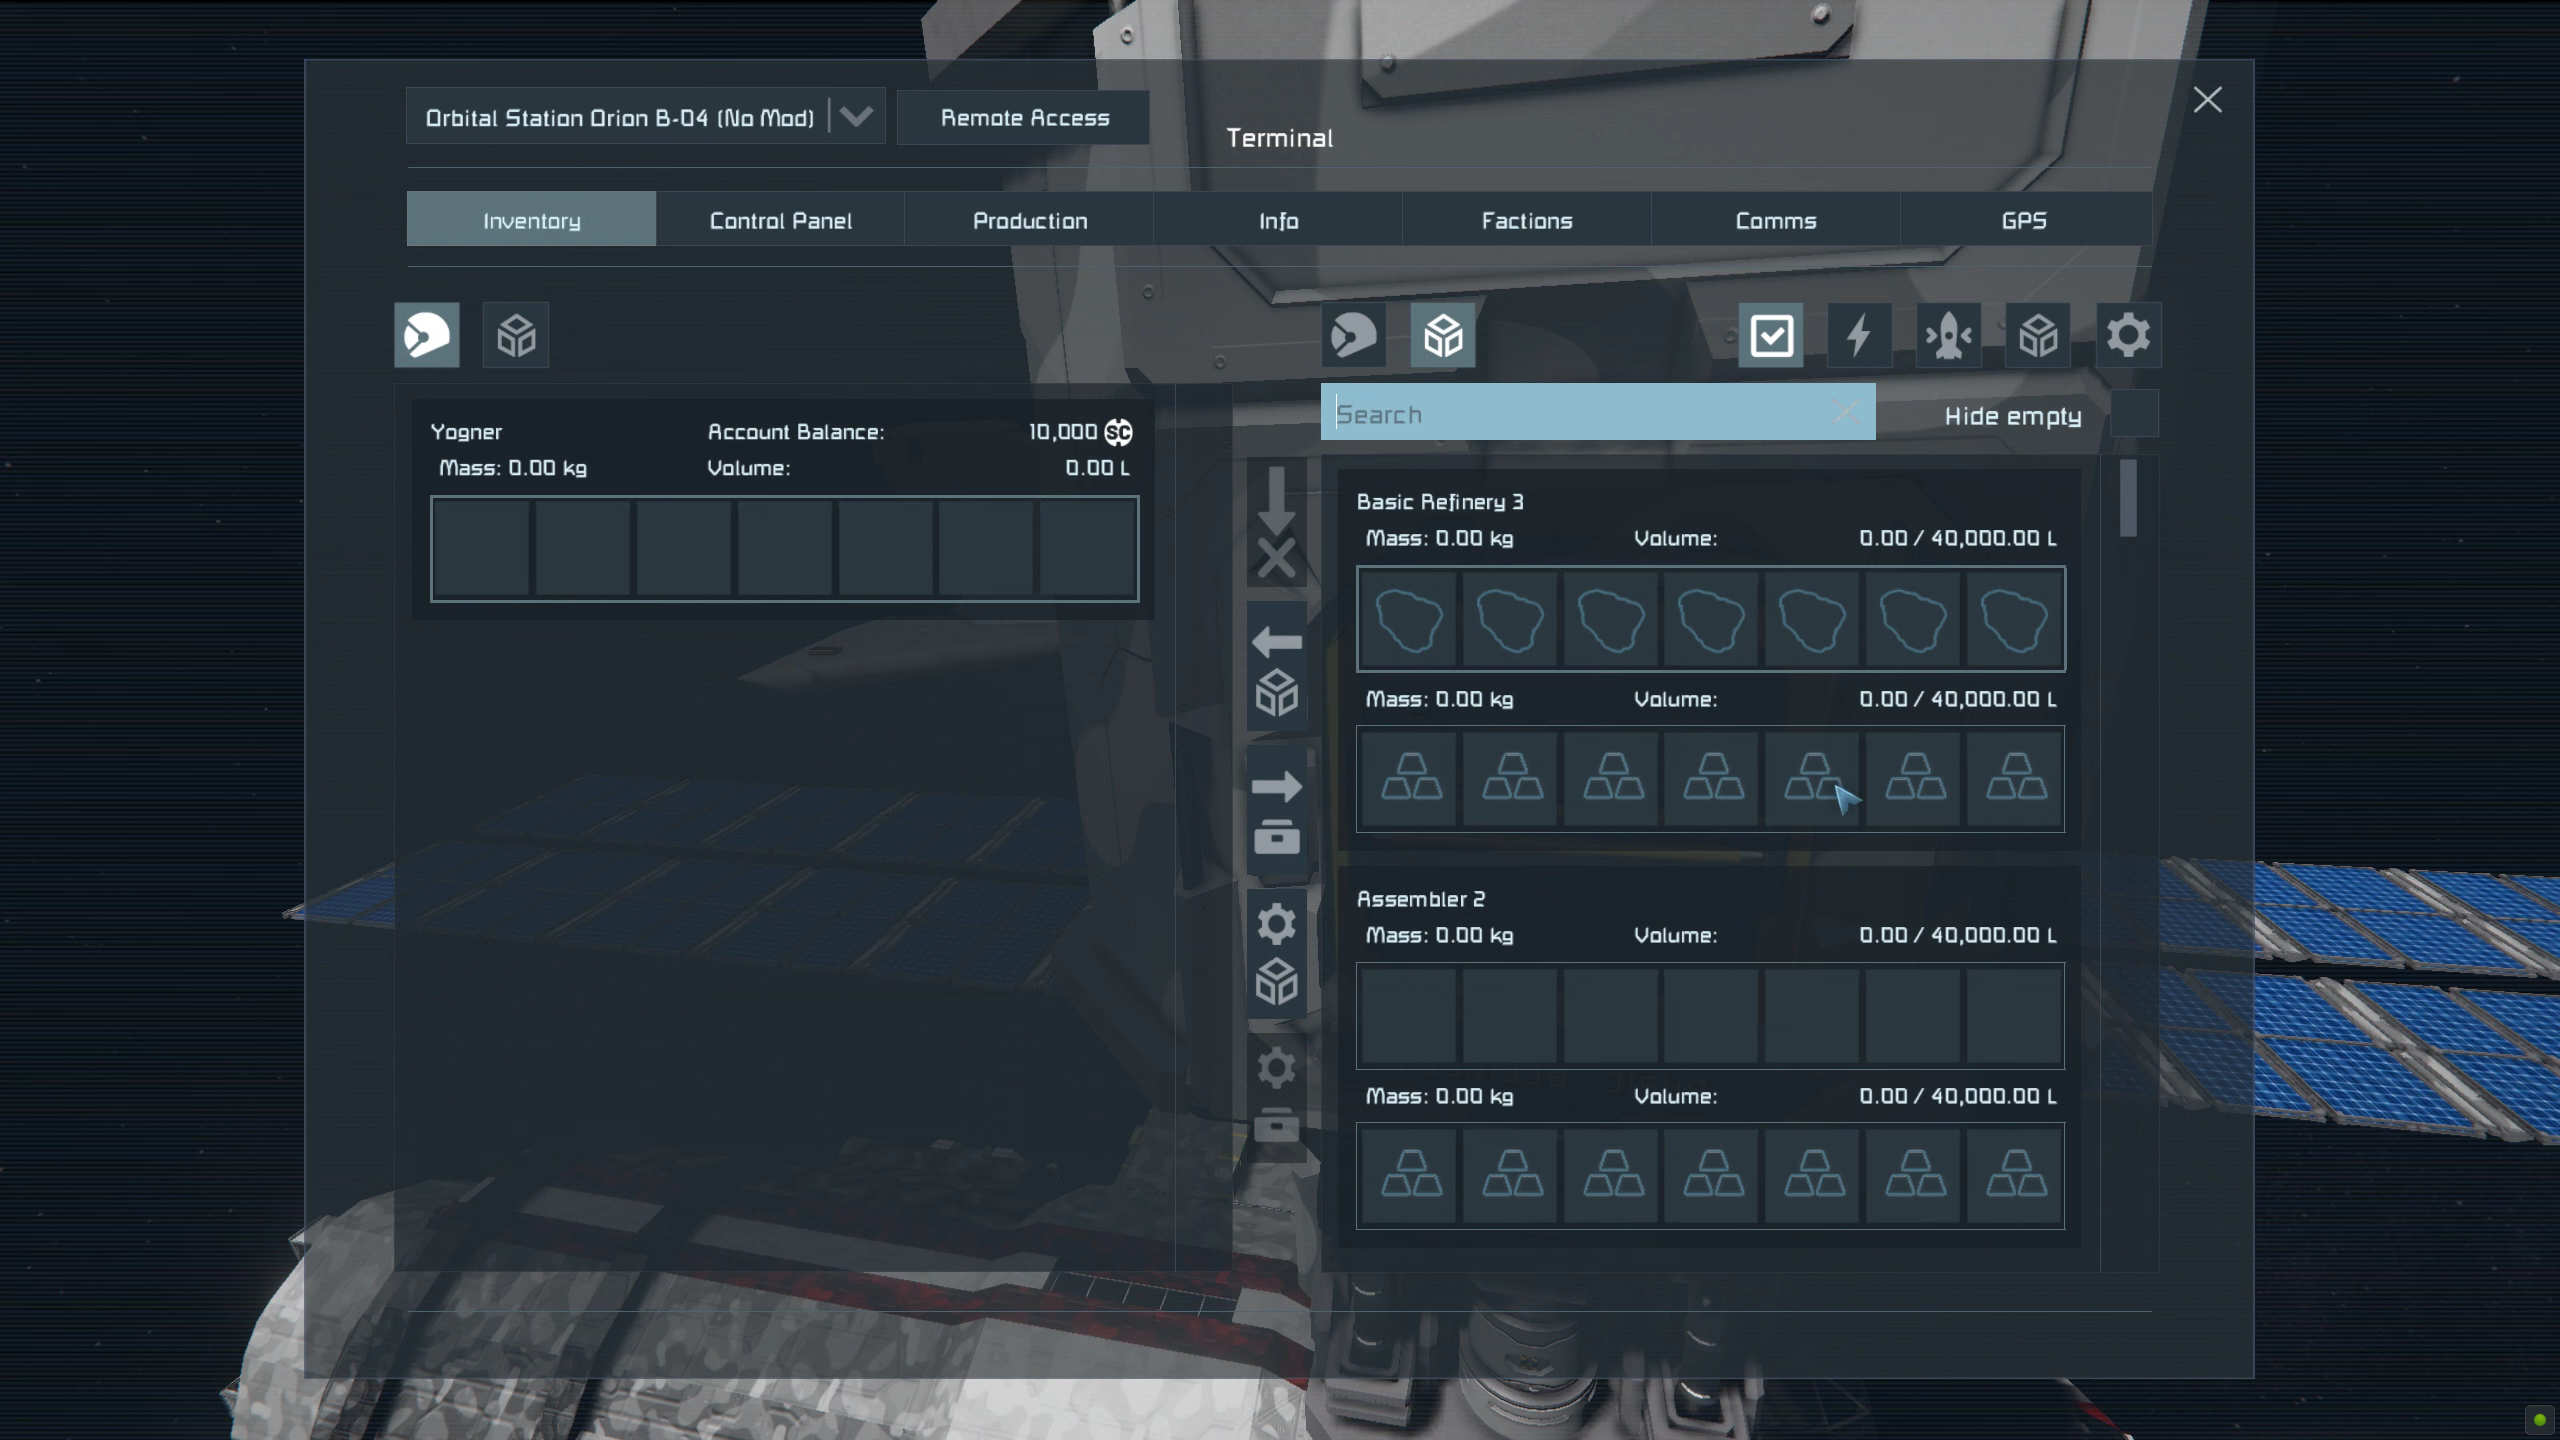 Orbital Station Orion B-04 (No Mod)
Remote Access
Terminal
Inventory
Control Panel
Production
Info
Factions
Comms
GPS
Search
Hide empty
Yogner
Account Balance:
10,000 SC
Mass: 0.00 kg
Volume:
0.00 L
Basic Refinery 3
Mass: 0.00 kg
Volume:
0.00 / 40,000.00 L
Mass: 0.00 kg
Volume:
0.00 / 40,000.00 L
Assembler 2
Mass: 0.00 kg
Volume:
0.00 / 40,000.00 L
Mass: 0.00 kg
Volume:
0.00 / 40,000.00 L